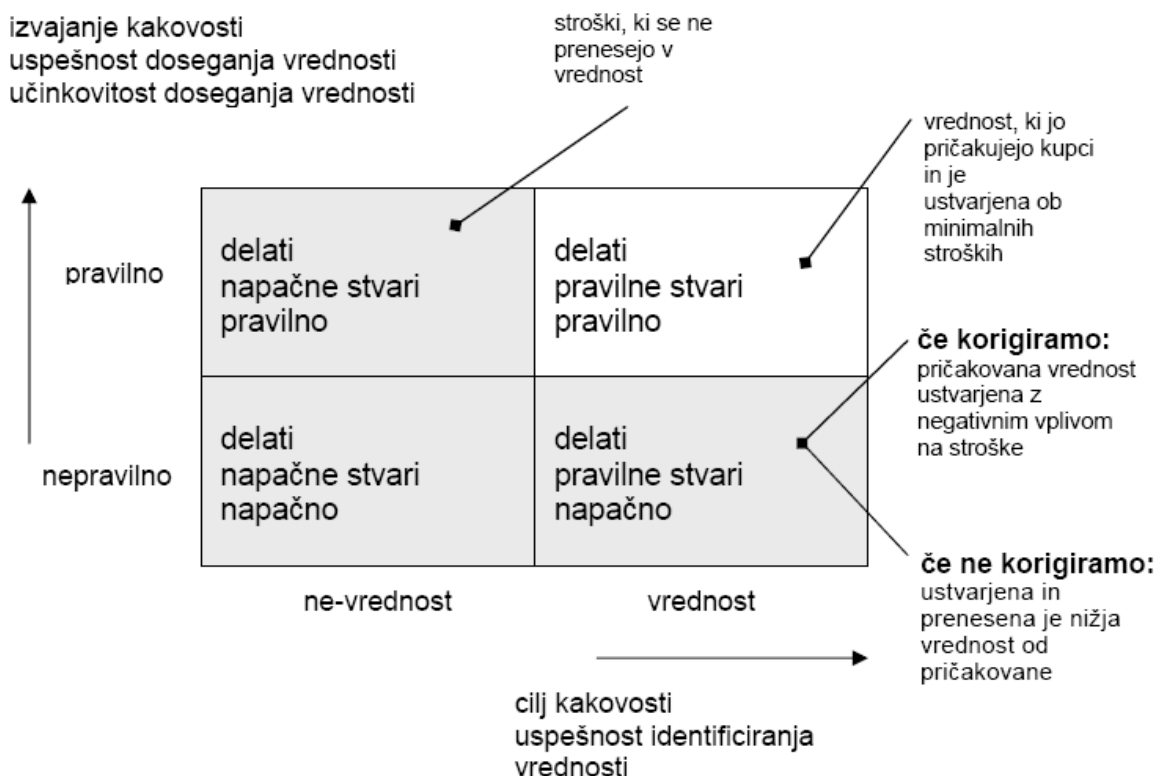 izvajanje kakovosti
uspešnost doseganja vrednosti
učinkovitost doseganja vrednosti
stroški, ki se ne
prenesejo v
vrednost
vrednost, ki jo
pričakujejo kupci
in je
ustvarjena ob
minimalnih
stroških
pravilno
delati
napačne stvari
pravilno
delati
pravilne stvari
pravilno
če korigiramo:
pričakovana vrednost
ustvarjena z
negativnim vplivom
na stroške
nepravilno
delati
napačne stvari
napačno
delati
pravilne stvari
napačno
če ne korigiramo:
ustvarjena in
prenesena je nižja
vrednost od
pričakovane
ne-vrednost
vrednost
cilj kakovosti
uspešnost identificiranja
vrednosti